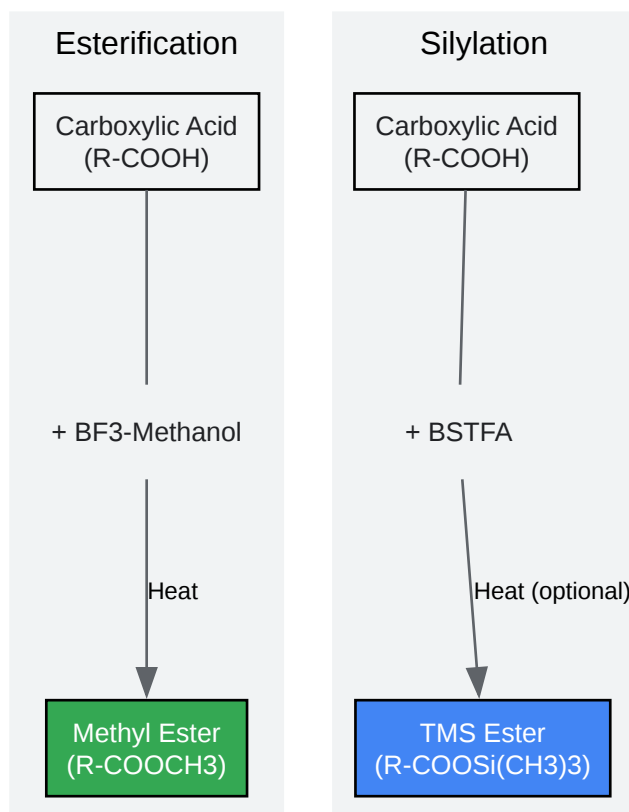 Esterification
Carboxylic Acid
(R-COOH)
+ BF3-Methanol
Heat
Methyl Ester
(R-COOCH3)
Silylation
Carboxylic Acid
(R-COOH)
+ BSTFA
Heat (optional)
TMS Ester
(R-COOSi(CH3)3)